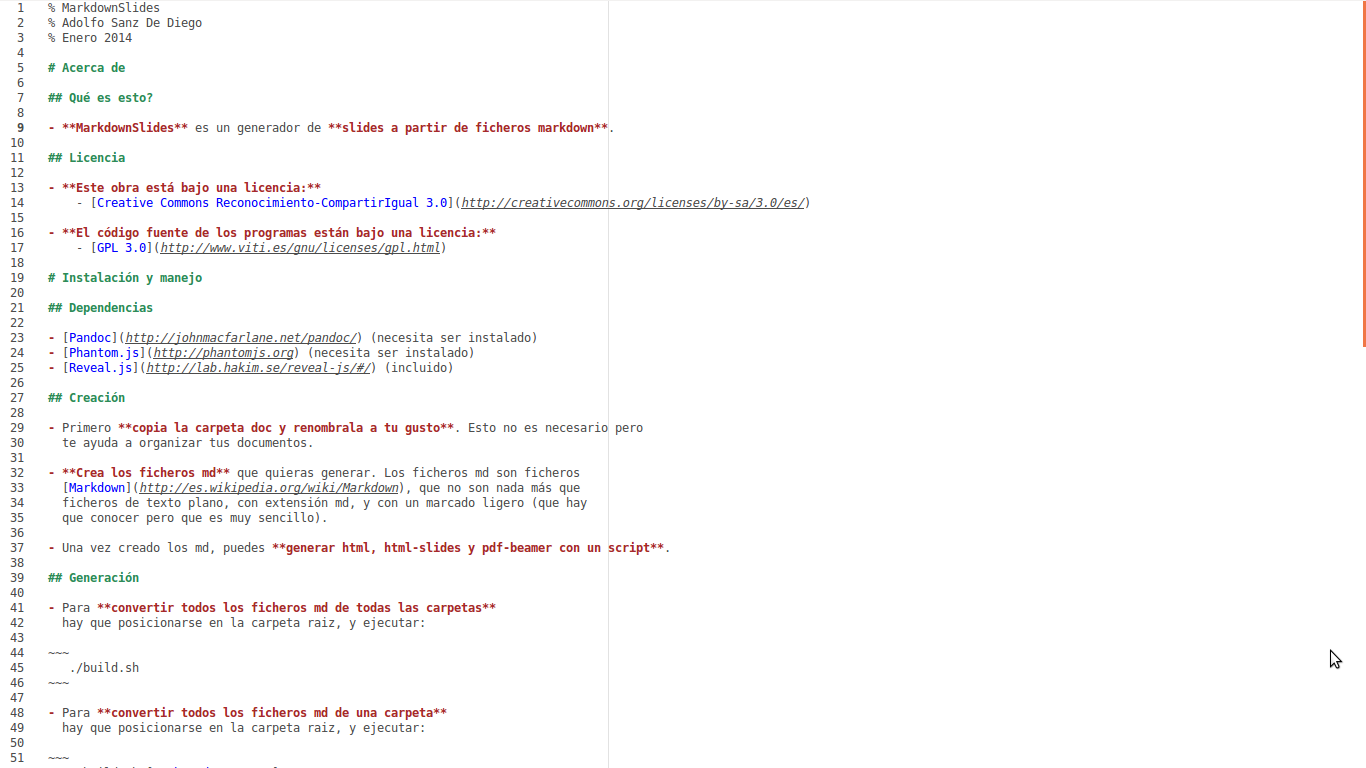 1 % MarkdownSlides
2 % Adolfo Sanz De Diego
3 % Enero 2014
4
5 # Acerca de
6
7 ## Qué es esto?
8
9 - **MarkdownSlides** es un generador de **slides a partir de ficheros markdown**.
10
11 ## Licencia
12
13 - **Este obra está bajo una licencia:**
14     - [Creative Commons Reconocimiento-CompartirIgual 3.0](http://creativecommons.org/licenses/by-sa/3.0/es/)
15
16 - **El código fuente de los programas están bajo una licencia:**
17     - [GPL 3.0](http://www.viti.es/gnu/licenses/gpl.html)
18
19 # Instalación y manejo
20
21 ## Dependencias
22
23 - [Pandoc](http://johnmacfarlane.net/pandoc/) (necesita ser instalado)
24 - [Phantom.js](http://phantomjs.org) (necesita ser instalado)
25 - [Reveal.js](http://lab.hakim.se/reveal-js/#/) (incluido)
26
27 ## Creación
28
29 - Primero **copia la carpeta doc y renombrala a tu gusto**. Esto no es necesario pero
30   te ayuda a organizar tus documentos.
31
32 - **Crea los ficheros md** que quieras generar. Los ficheros md son ficheros
33   [Markdown](http://es.wikipedia.org/wiki/Markdown), que no son nada más que
34   ficheros de texto plano, con extensión md, y con un marcado ligero (que hay
35   que conocer pero que es muy sencillo).
36
37 - Una vez creado los md, puedes **generar html, html-slides y pdf-beamer con un script**.
38
39 ## Generación
40
41 - Para **convertir todos los ficheros md de todas las carpetas**
42   hay que posicionarse en la carpeta raiz, y ejecutar:
43
44 ~~~
45    ./build.sh
46 ~~~
47
48 - Para **convertir todos los ficheros md de una carpeta**
49   hay que posicionarse en la carpeta raiz, y ejecutar:
50
51 ~~~